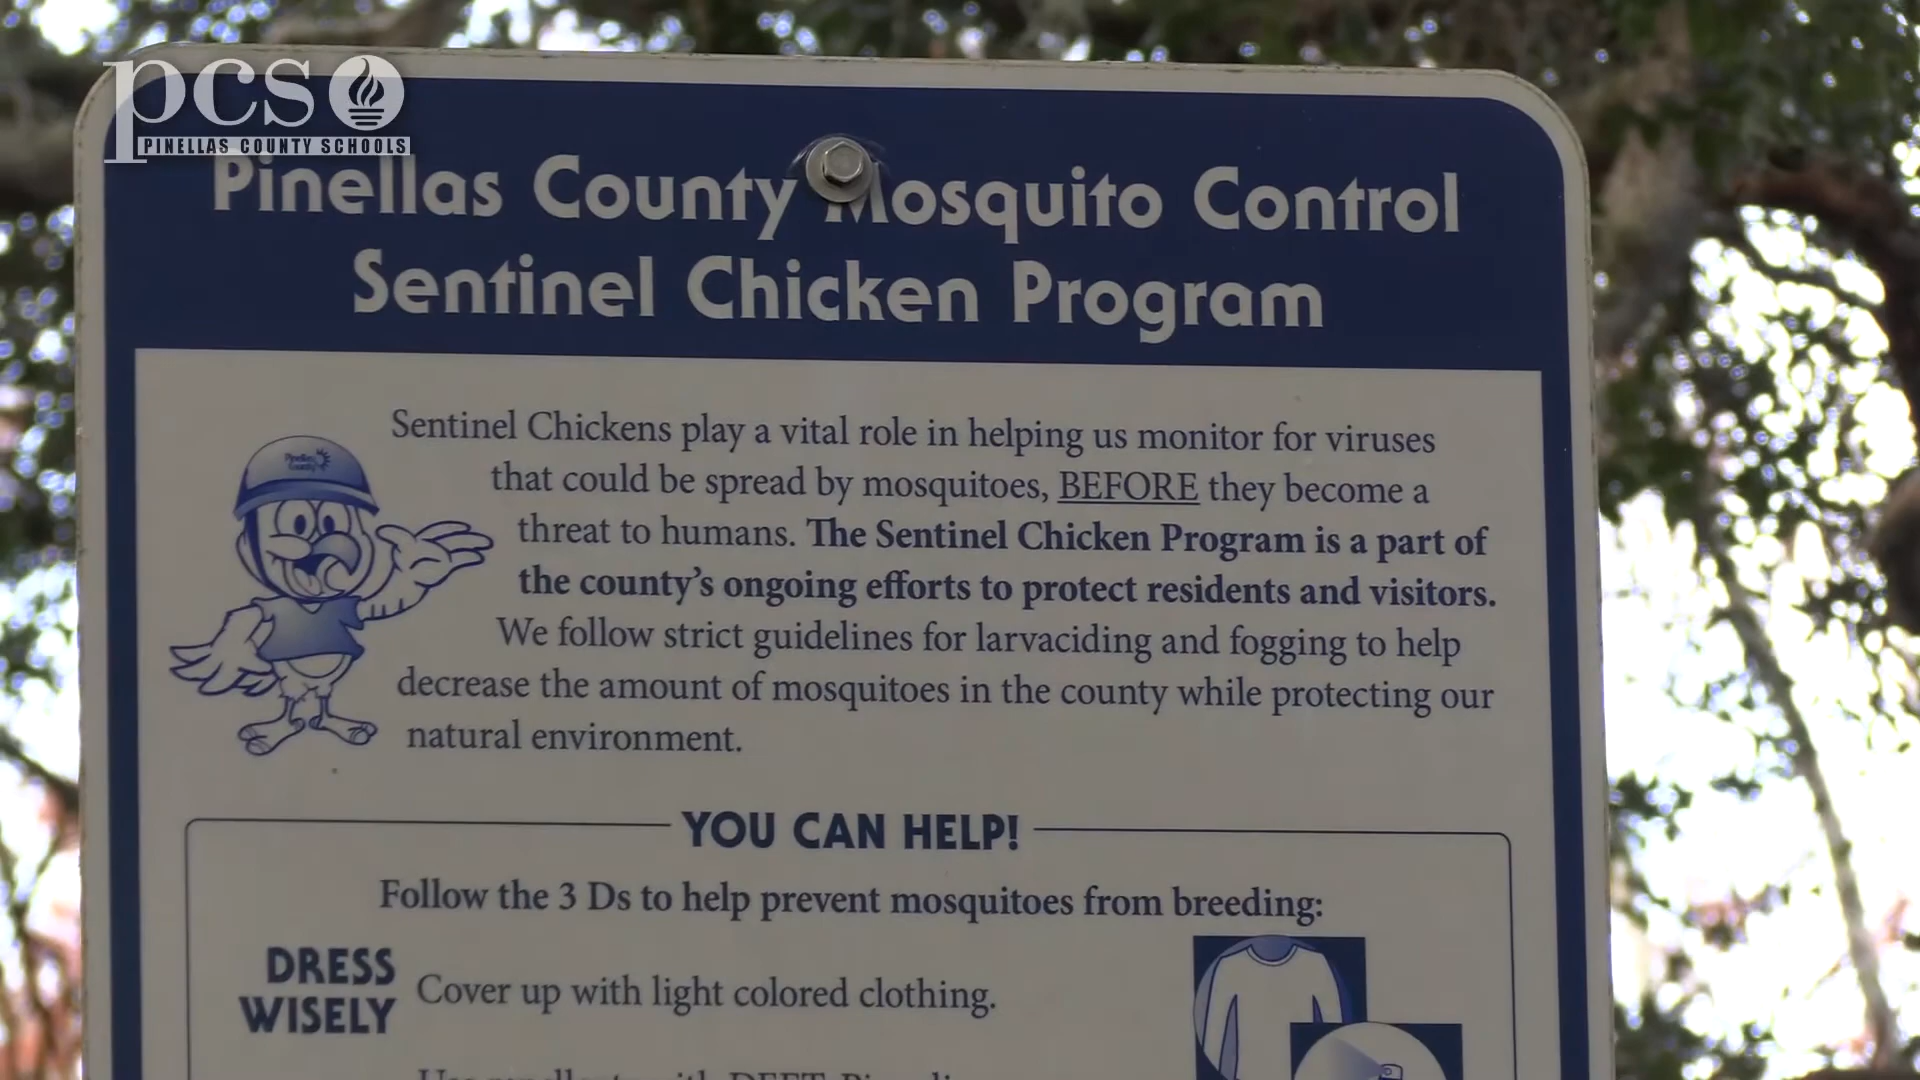 pcs
PINELLAS COUNTY SCHOOLS
Pinellas County Mosquito Control
Sentinel Chicken Program
Pinellas
County
Sentinel Chickens play a vital role in helping us monitor for viruses
that could be spread by mosquitoes, BEFORE they become a
threat to humans. The Sentinel Chicken Program is a part of
the county's ongoing efforts to protect residents and visitors.
We follow strict guidelines for larvaciding and fogging to help
decrease the amount of mosquitoes in the county while protecting our
natural environment.
YOU CAN HELP!
Follow the 3 Ds to help prevent mosquitoes from breeding:
DRESS
WISELY
Cover up with light colored clothing.